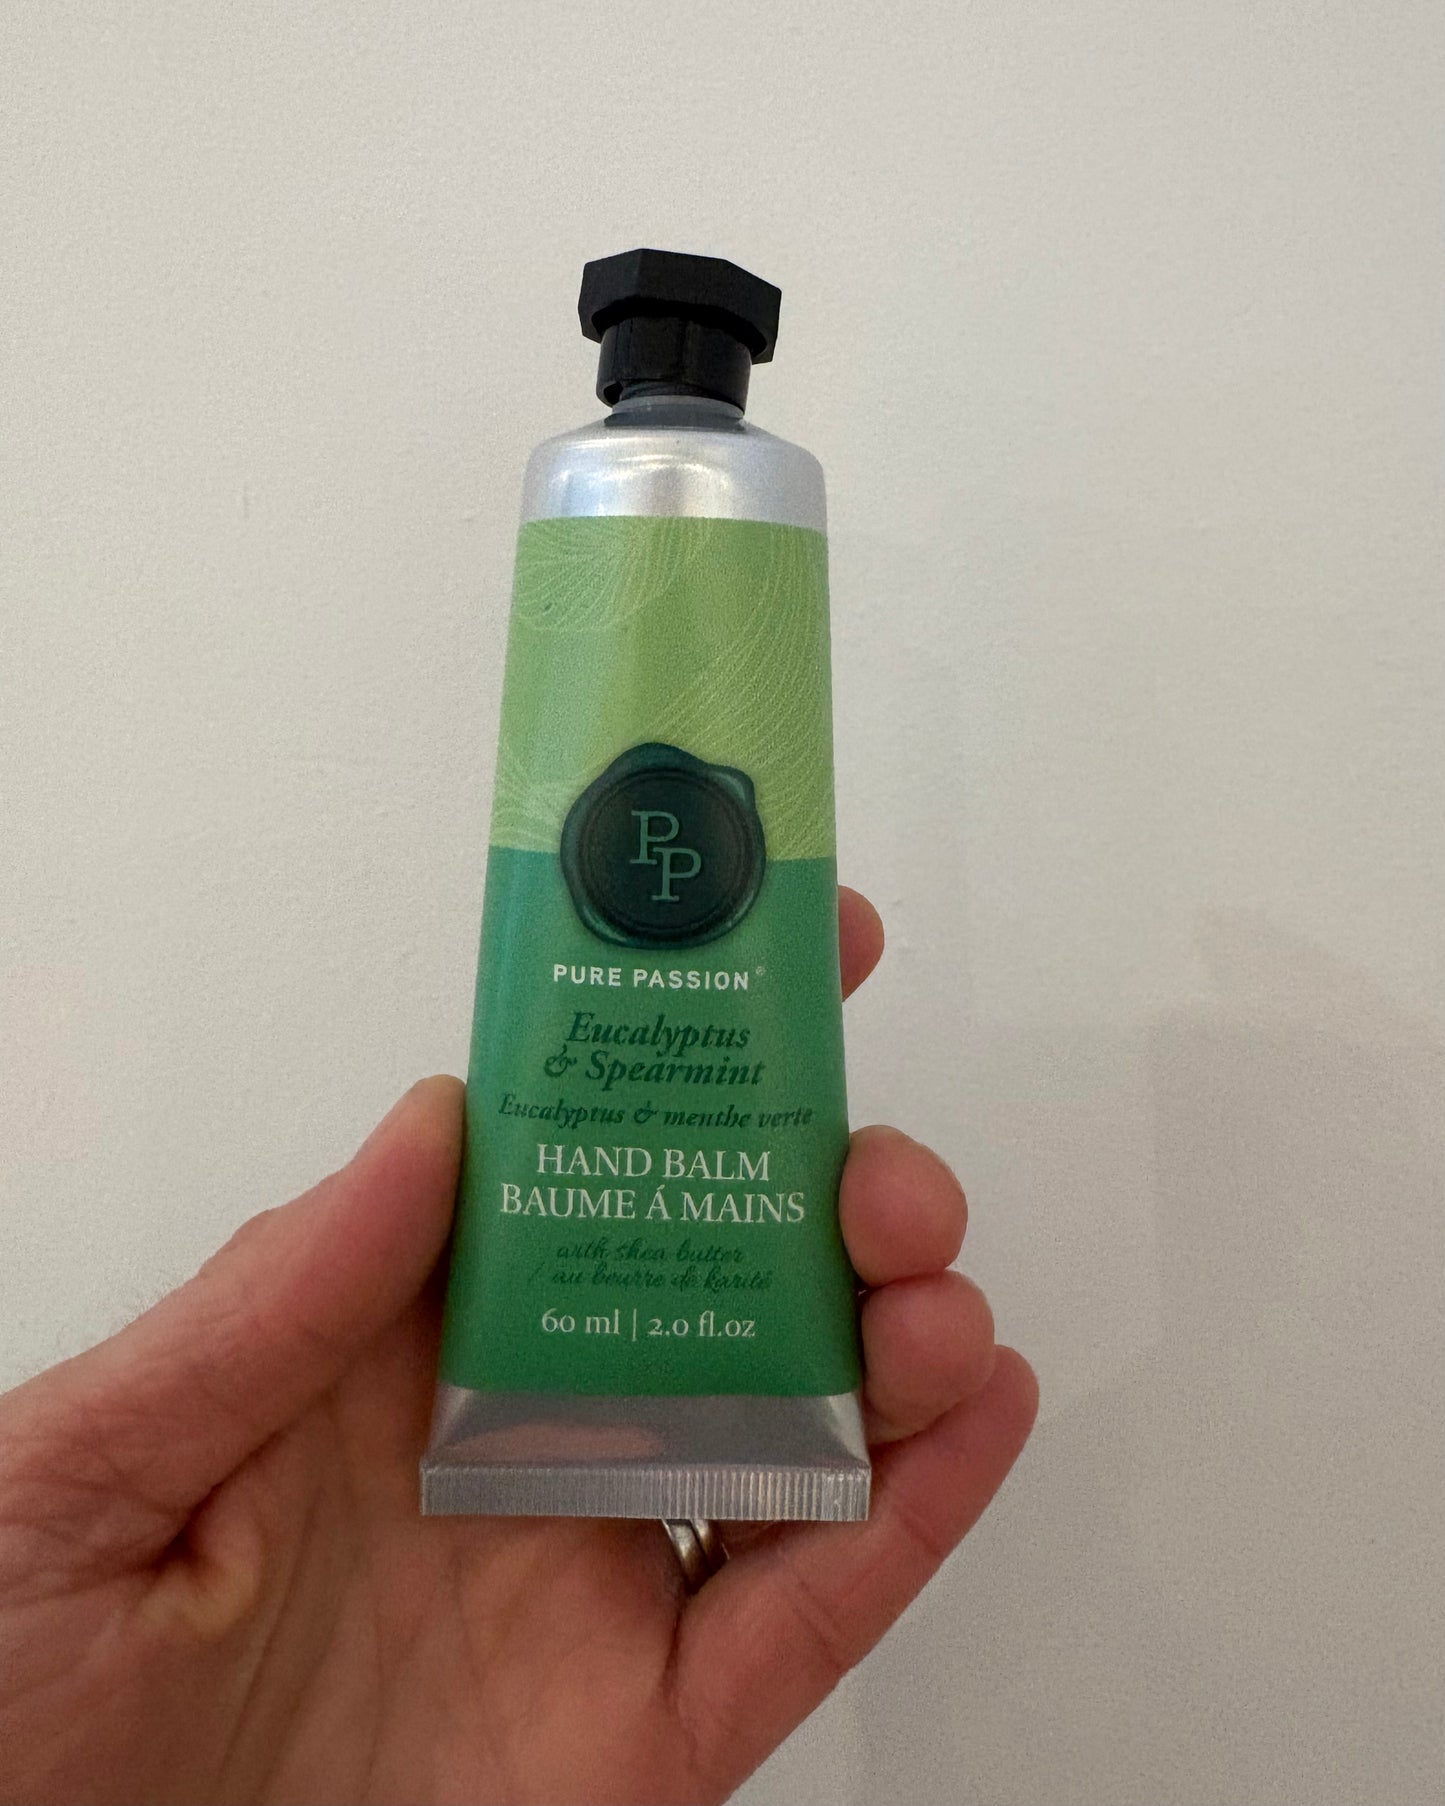 P
P
PURE PASSION®
Eucalyptus
& Spearmint
Eucalyptus & menthe verte
HAND BALM
BAUME Á MAINS
with shea butter
/ au beurre de karité
60 ml | 2.0 fl.oz